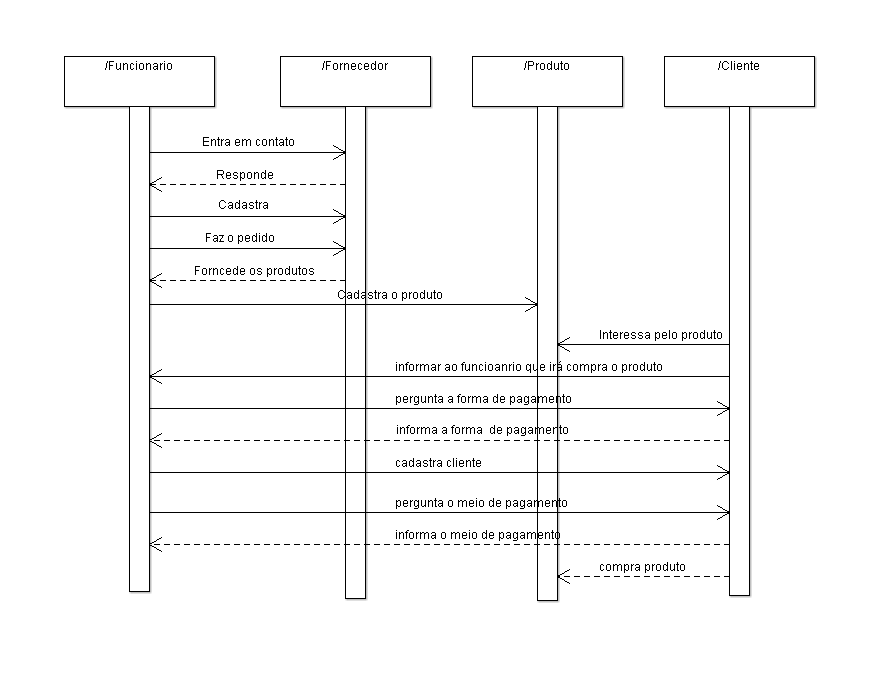 /Funcionario
/Fornecedor
/Produto
/Cliente
Entra em contato
Responde
Cadastra
Faz o pedido
Forncede os produtos
Cadastra o produto
Interessa pelo produto
informar ao funcioanrio que irá compra o produto
pergunta a forma de pagamento
informa a forma  de pagamento
cadastra cliente
pergunta o meio de pagamento
informa o meio de pagamento
compra produto